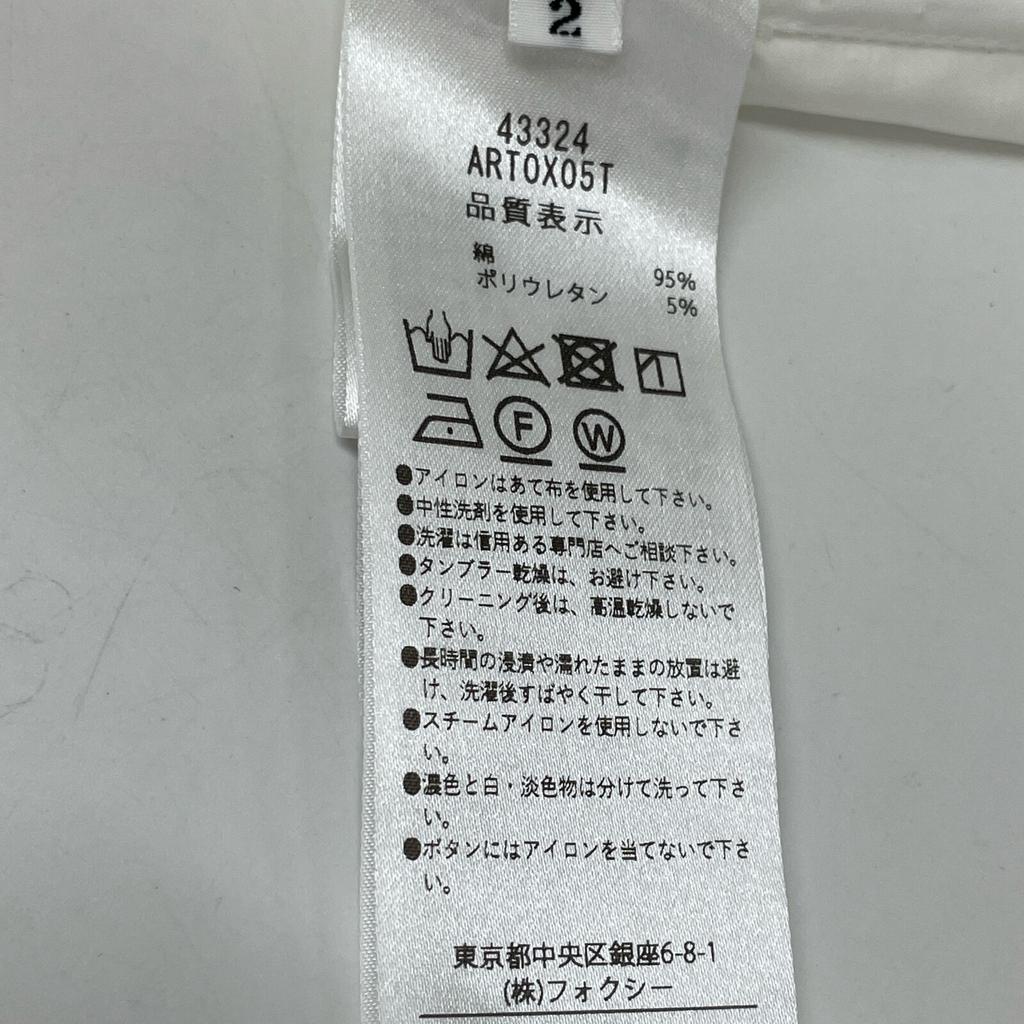 2
43324
ARTOX05T
品質表示
綿 95%
ポリウレタン 5%
F W
●アイロンはあて布を使用して下さい。
●中性洗剤を使用して下さい。
●洗濯は信用ある専門店へご相談下さい。
●タンブラー乾燥は、お避け下さい。
●クリーニング後は、高温乾燥しないで
下さい。
●長時間の浸漬や濡れたままの放置は避
け、洗濯後すばやく干して下さい。
●スチームアイロンを使用しないで下さ
い。
●濃色と白・淡色物は分けて洗って下さ
い。
●ボタンにはアイロンを当てないで下さ
い。
東京都中央区銀座6-8-1
(株)フォクシー